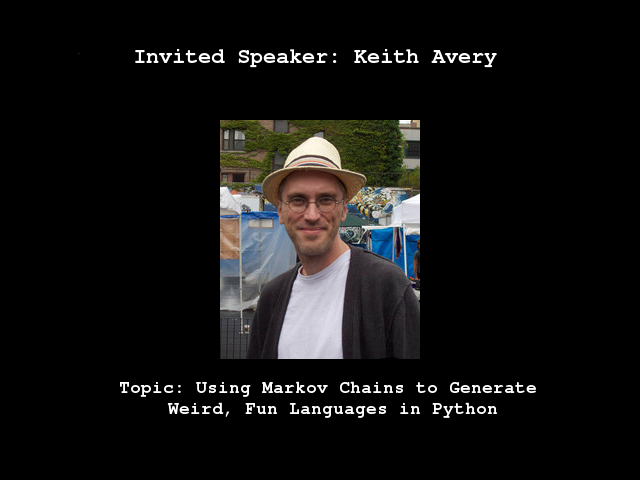 Invited Speaker: Keith Avery
Topic: Using Markov Chains to Generate
Weird, Fun Languages in Python